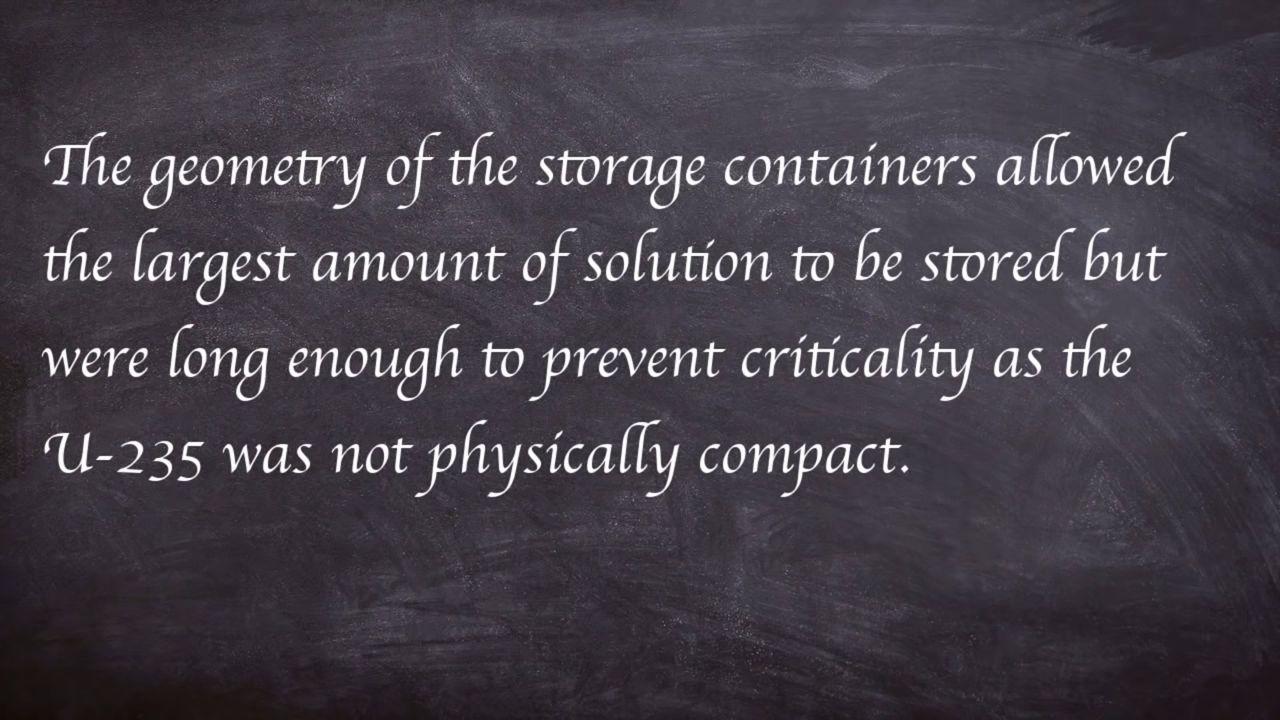 The geometry of the storage containers allowed
the largest amount of solution to be stored but
were long enough to prevent criticality as the
U-235 was not physically compact.